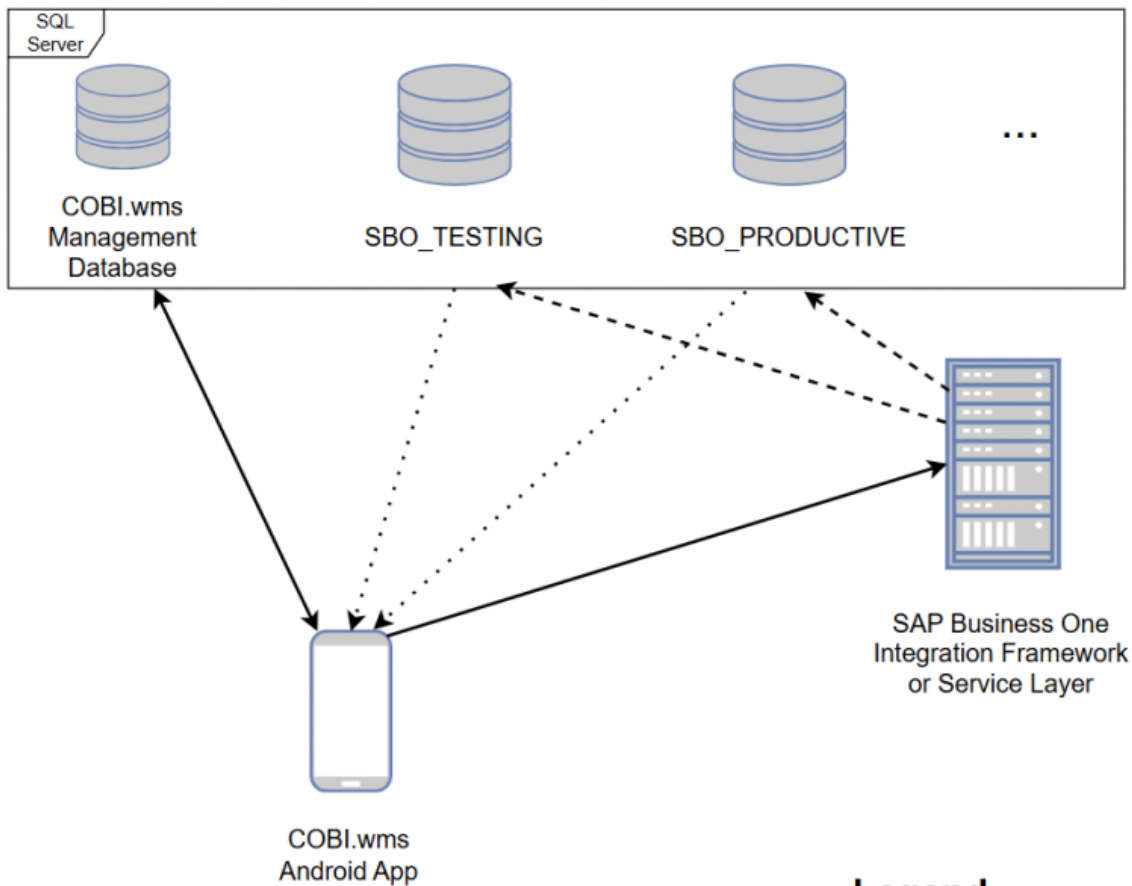 SQL
Server
COBI.wms
Management
Database
SBO_TESTING
SBO_PRODUCTIVE
...
SAP Business One
Integration Framework
or Service Layer
COBI.wms
Android App